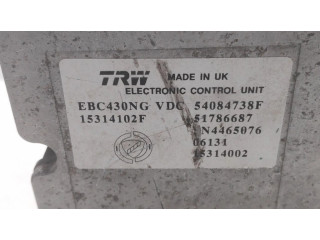 TRW MADE IN UK
ELECTRONIC CONTROL UNIT
EBC430NG VDC 54084738F
15314102F 51786687
N4465076
06131
15314002